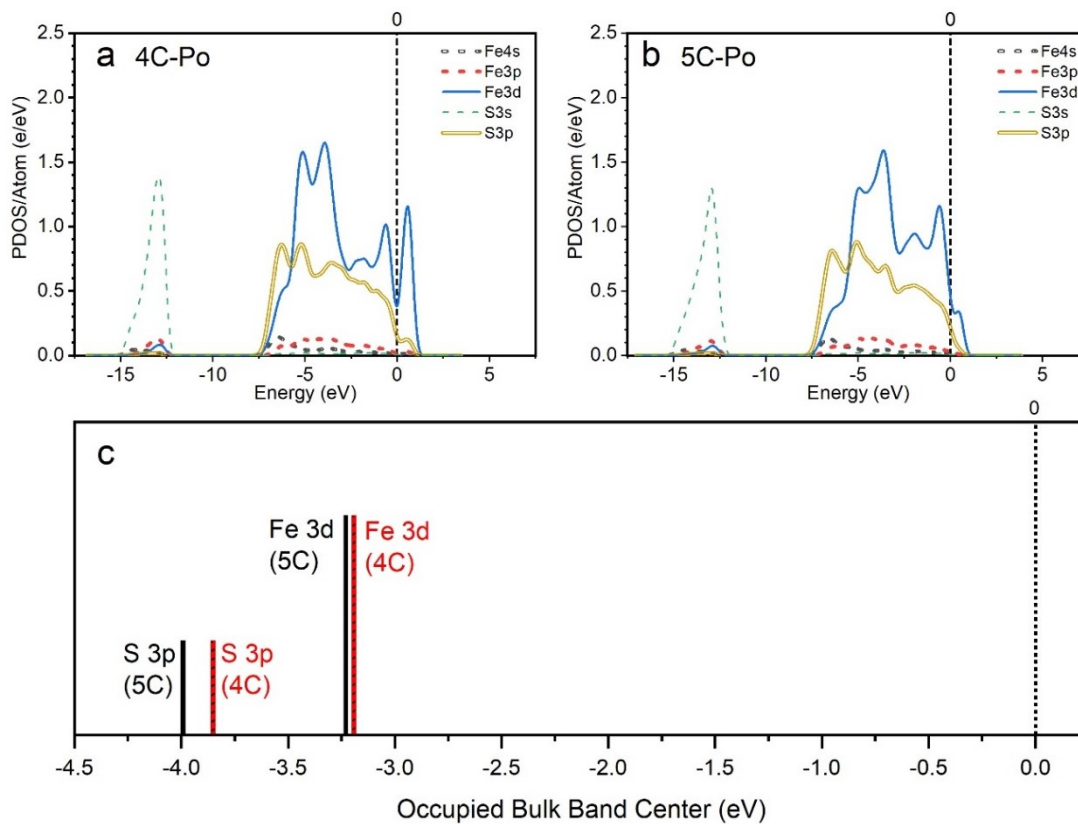 0
2.5
2.0
1.5
1.0
0.5
0.0
PDOS/Atom (e/eV)
a 4C-Po
Fe4s
Fe3p
Fe3d
S3s
S3p
-15
-10
-5
0
5
Energy (eV)
0
2.5
2.0
1.5
1.0
0.5
0.0
PDOS/Atom (e/eV)
b 5C-Po
Fe4s
Fe3p
Fe3d
S3s
S3p
-15
-10
-5
0
5
Energy (eV)
0
c
Fe 3d
(5C)
Fe 3d
(4C)
S 3p
(5C)
S 3p
(4C)
-4.5
-4.0
-3.5
-3.0
-2.5
-2.0
-1.5
-1.0
-0.5
0.0
Occupied Bulk Band Center (eV)